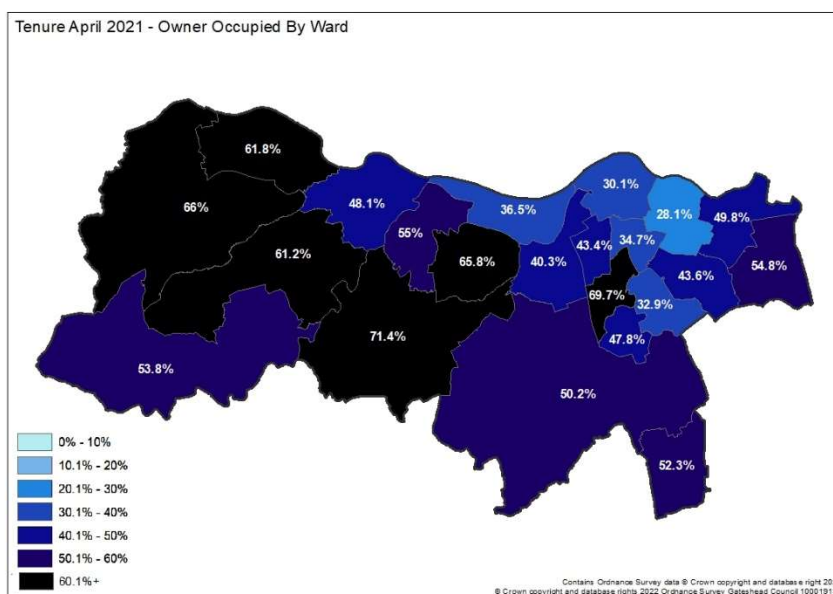 Tenure April 2021 - Owner Occupied By Ward
61.8%
66%
48.1%
30.1%
36.5%
28.1%
49.8%
55%
34.7%
61.2%
65.8%
40.3%
43.4%
43.6%
54.8%
69.7%
32.9%
71.4%
47.8%
53.8%
50.2%
52.3%
0% - 10%
10.1% - 20%
20.1% - 30%
30.1% - 40%
40.1% - 50%
50.1% - 60%
60.1%+
Contains Ordnance Survey data © Crown copyright and database right 20
© Crown copyright and database rights 2022 Ordnance Survey Gateshead Council 1000191